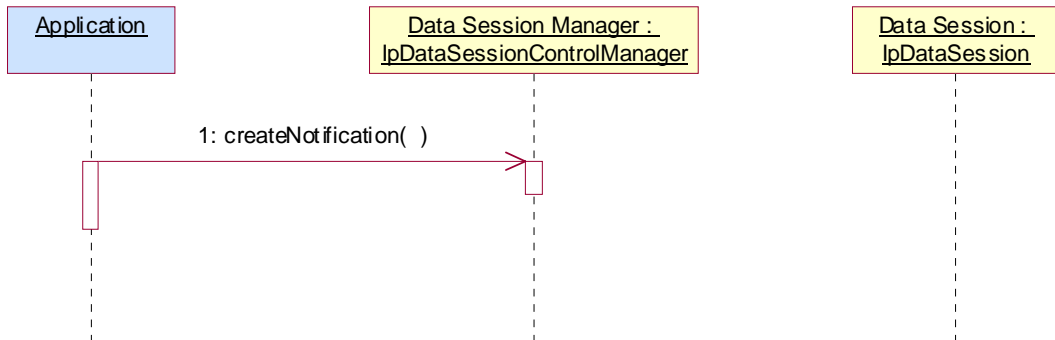 Application
Data Session Manager :
IpDataSessionControlManager
Data Session :
IpDataSession
1: createNotification( )